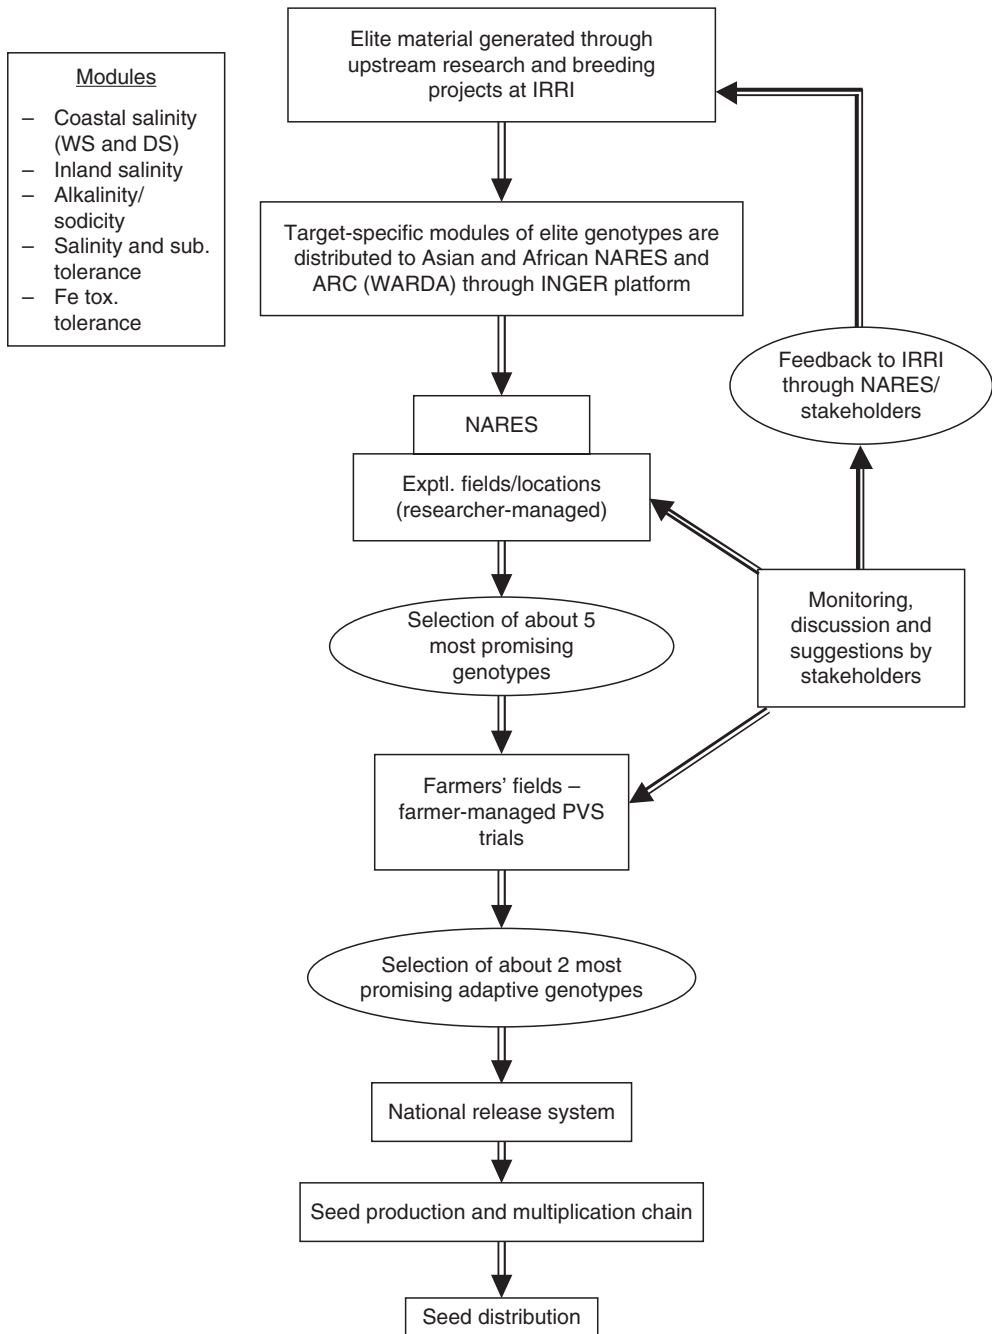 Elite material generated through
upstream research and breeding
projects at IRRI
Modules
– Coastal salinity
(WS and DS)
– Inland salinity
– Alkalinity/
sodicity
– Salinity and sub.
tolerance
– Fe tox.
tolerance
Target-specific modules of elite genotypes are
distributed to Asian and African NARES and
ARC (WARDA) through INGER platform
Feedback to IRRI
through NARES/
stakeholders
NARES
Exptl. fields/locations
(researcher-managed)
Monitoring,
discussion and
suggestions by
stakeholders
Selection of about 5
most promising
genotypes
Farmers' fields –
farmer-managed PVS
trials
Selection of about 2 most
promising adaptive genotypes
National release system
Seed production and multiplication chain
Seed distribution